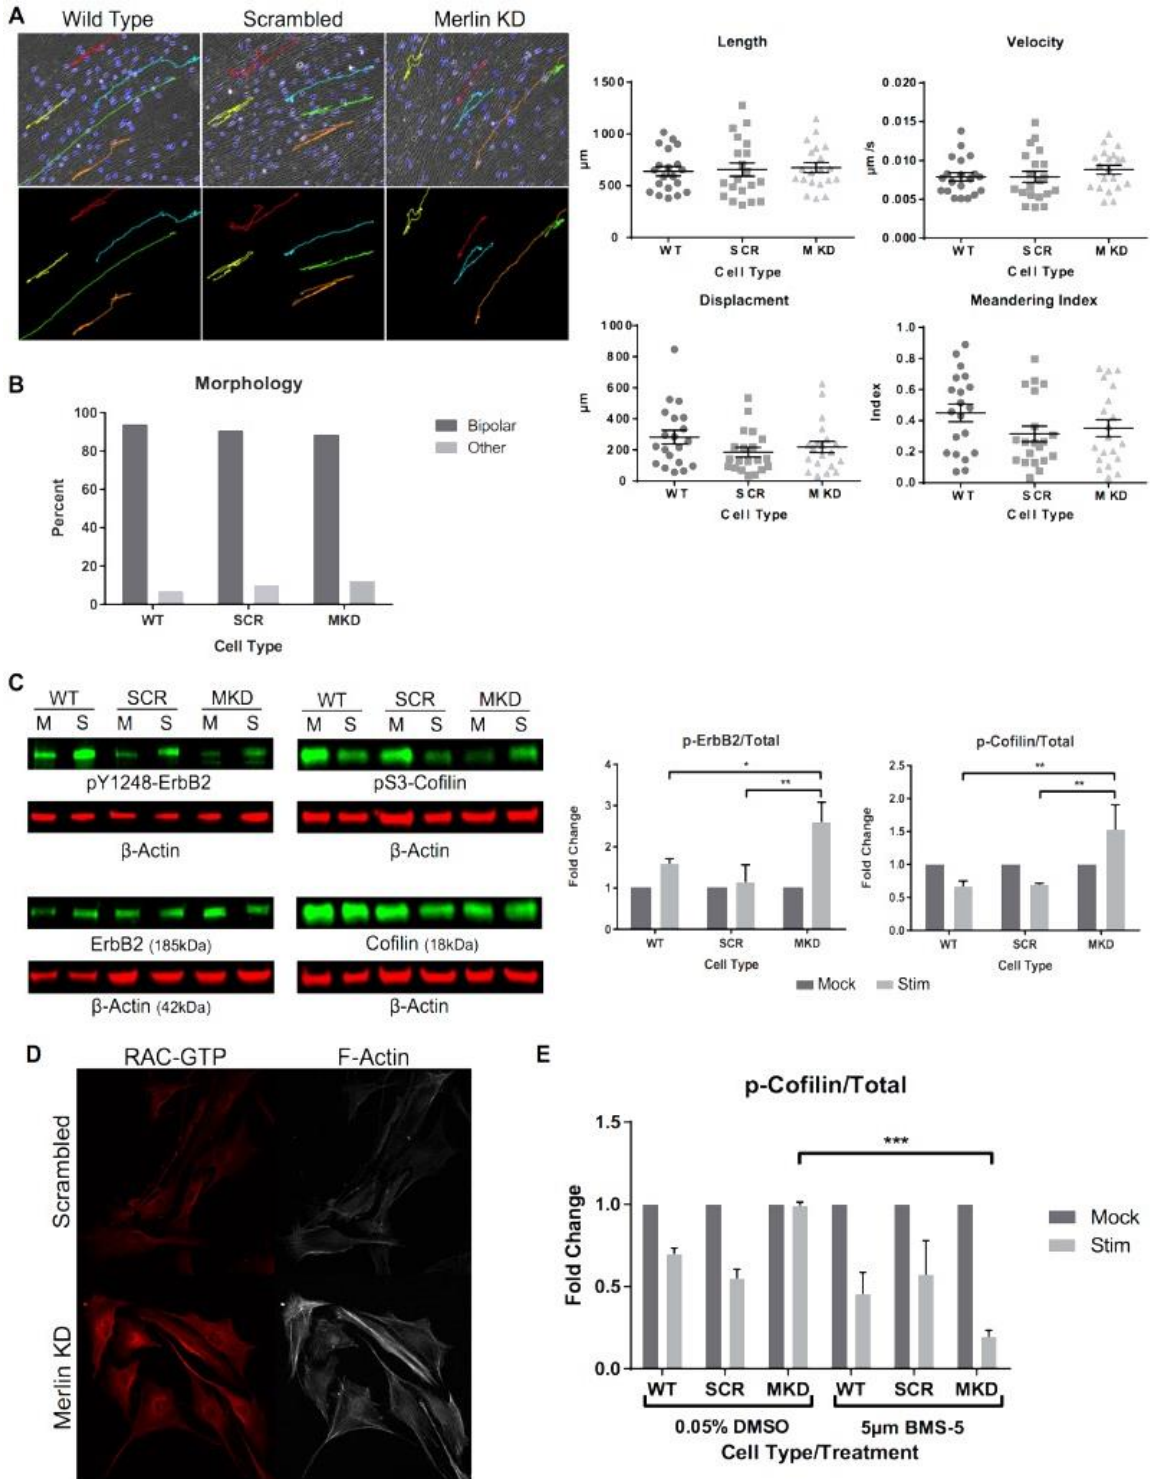 A
Wild Type Scrambled Merlin KD
Length
1500
1000
500
0
µm
WT SCR MKD
Cell Type
Velocity
0.020
0.015
0.010
0.005
0.000
µm /s
WT SCR MKD
Cell Type
Displacment
1000
800
600
400
200
0
µm
WT SCR MKD
Cell Type
Meandering Index
1.0
0.8
0.6
0.4
0.2
0.0
Index
WT SCR MKD
Cell Type
B
Morphology
100
80
60
40
20
0
Percent
WT SCR MKD
Cell Type
Bipolar
Other
C
WT SCR MKD
M S M S M S
pY1248-ErbB2
β-Actin
ErbB2 (185kDa)
β-Actin (42kDa)
WT SCR MKD
M S M S M S
pS3-Cofilin
β-Actin
Cofilin (18kDa)
β-Actin
p-ErbB2/Total
*
**
4
3
2
1
0
Fold Change
WT SCR MKD
Cell Type
p-Cofilin/Total
**
**
2.5
2.0
1.5
1.0
0.5
0.0
Fold Change
WT SCR MKD
Cell Type
Mock Stim
D
RAC-GTP F-Actin
Scrambled
Merlin KD
E
p-Cofilin/Total
***
1.5
1.0
0.5
0.0
Fold Change
WT SCR MKD WT SCR MKD
0.05% DMSO 5µm BMS-5
Cell Type/Treatment
Mock
Stim